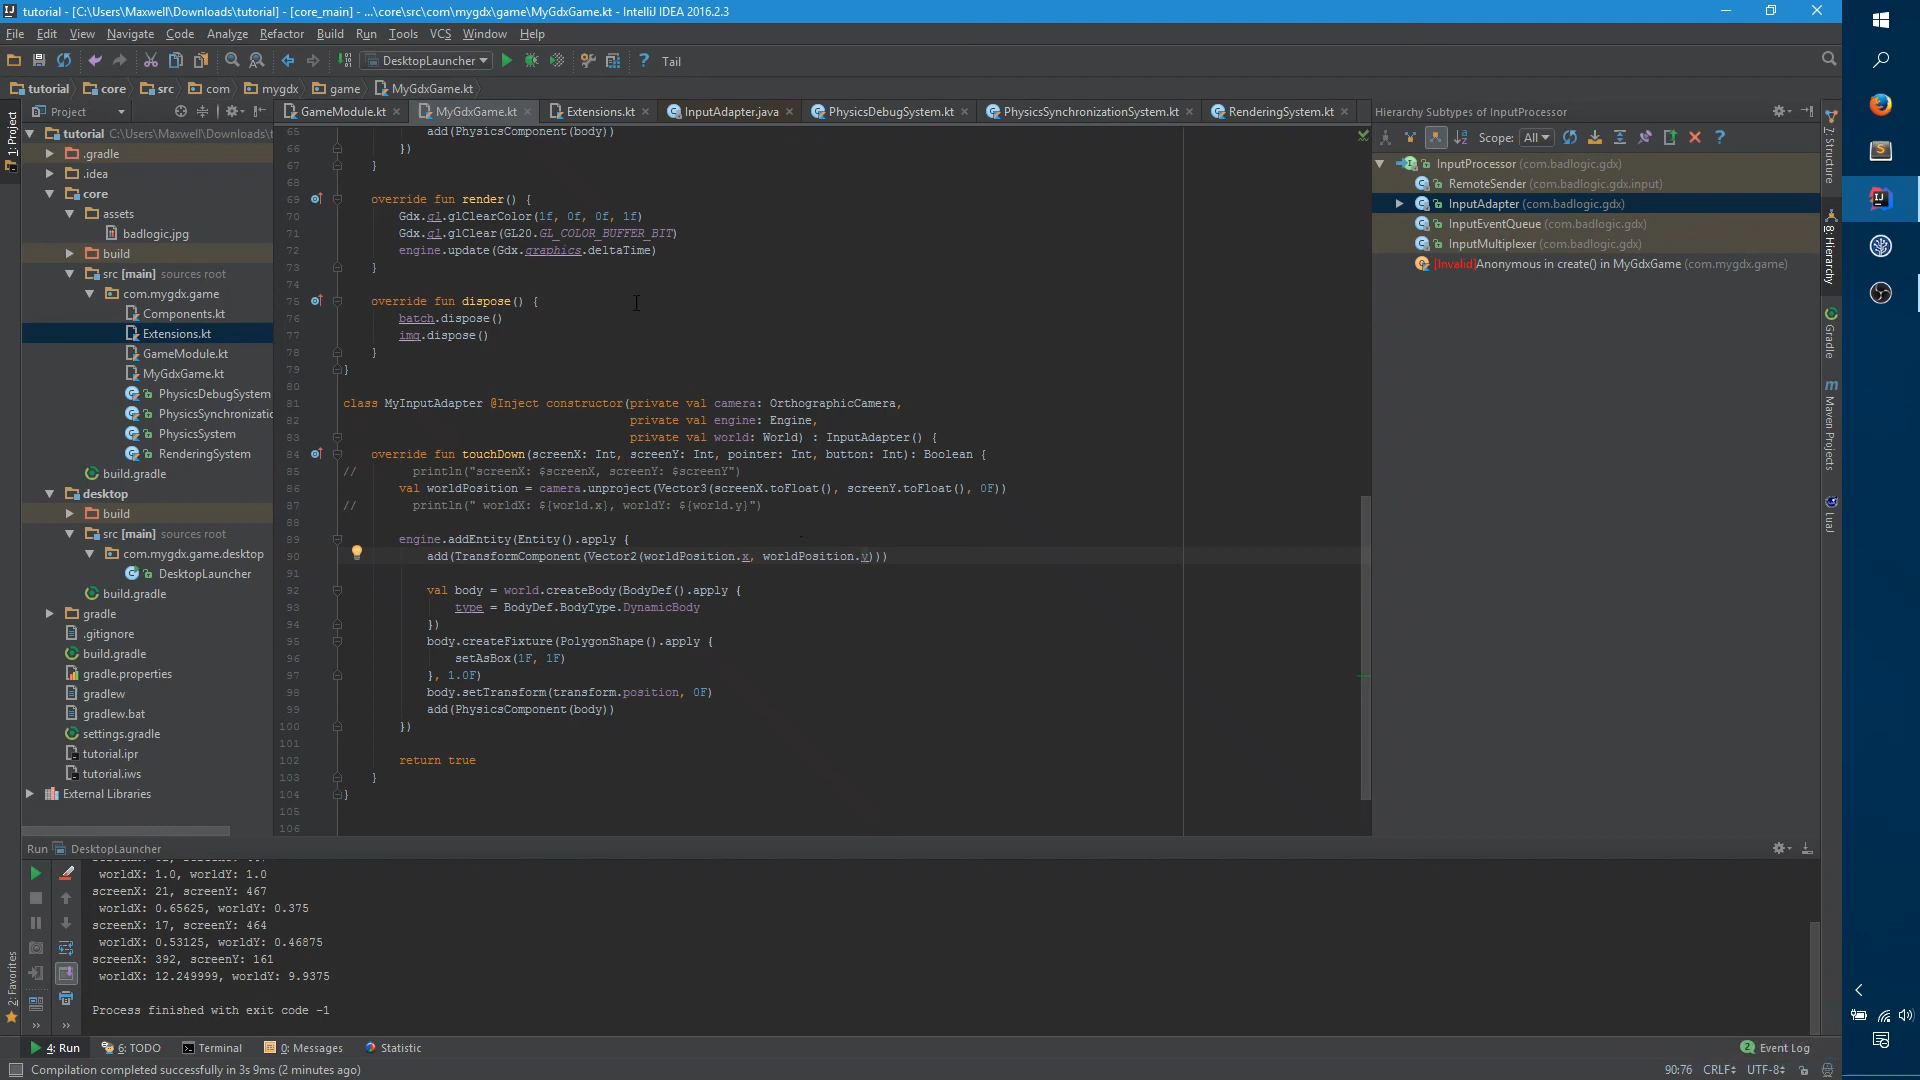 tutorial - [C:\Users\Maxwell\Downloads\tutorial] - [core_main] - ...\core\src\com\mygdx\game\MyGdxGame.kt - IntelliJ IDEA 2016.2.3
File Edit View Navigate Code Analyze Refactor Build Run Tools VCS Window Help
DesktopLauncher Tail
tutorial core src com mygdx game MyGdxGame.kt
Project GameModule.kt MyGdxGame.kt Extensions.kt InputAdapter.java PhysicsDebugSystem.kt PhysicsSynchronizationSystem.kt RenderingSystem.kt Hierarchy Subtypes of InputProcessor
Scope: All
1: Project
tutorial C:\Users\Maxwell\Downloads\t
.gradle
.idea
core
assets
badlogic.jpg
build
src [main] sources root
com.mygdx.game
Components.kt
Extensions.kt
GameModule.kt
MyGdxGame.kt
PhysicsDebugSystem
PhysicsSynchronizatic
PhysicsSystem
RenderingSystem
build.gradle
desktop
build
src [main] sources root
com.mygdx.game.desktop
DesktopLauncher
build.gradle
gradle
.gitignore
build.gradle
gradle.properties
gradlew
gradlew.bat
settings.gradle
tutorial.ipr
tutorial.iws
External Libraries
65 add(PhysicsComponent(body))
66 })
67 }
68
69 override fun render() {
70 Gdx.gl.glClearColor(1f, 0f, 0f, 1f)
71 Gdx.gl.glClear(GL20.GL_COLOR_BUFFER_BIT)
72 engine.update(Gdx.graphics.deltaTime)
73 }
74
75 override fun dispose() {
76 batch.dispose()
77 img.dispose()
78 }
79 }
80
81 class MyInputAdapter @Inject constructor(private val camera: OrthographicCamera,
82 private val engine: Engine,
83 private val world: World) : InputAdapter() {
84 override fun touchDown(screenX: Int, screenY: Int, pointer: Int, button: Int): Boolean {
85 // println("screenX: $screenX, screenY: $screenY")
86 val worldPosition = camera.unproject(Vector3(screenX.toFloat(), screenY.toFloat(), 0F))
87 // println(" worldX: ${world.x}, worldY: ${world.y}")
88
89 engine.addEntity(Entity().apply {
90 add(TransformComponent(Vector2(worldPosition.x, worldPosition.y)))
91
92 val body = world.createBody(BodyDef().apply {
93 type = BodyDef.BodyType.DynamicBody
94 })
95 body.createFixture(PolygonShape().apply {
96 setAsBox(1F, 1F)
97 }, 1.0F)
98 body.setTransform(transform.position, 0F)
99 add(PhysicsComponent(body))
100 })
101
102 return true
103 }
104 }
105
106
InputProcessor (com.badlogic.gdx)
RemoteSender (com.badlogic.gdx.input)
InputAdapter (com.badlogic.gdx)
InputEventQueue (com.badlogic.gdx)
InputMultiplexer (com.badlogic.gdx)
[Invalid]Anonymous in create() in MyGdxGame (com.mygdx.game)
7: Structure
8: Hierarchy
Gradle
Maven Projects
Lua!
Run DesktopLauncher
worldX: 1.0, worldY: 1.0
screenX: 21, screenY: 467
worldX: 0.65625, worldY: 0.375
screenX: 17, screenY: 464
worldX: 0.53125, worldY: 0.46875
screenX: 392, screenY: 161
worldX: 12.249999, worldY: 9.9375
Process finished with exit code -1
2: Favorites
4: Run 6: TODO Terminal 0: Messages Statistic 2 Event Log
Compilation completed successfully in 3s 9ms (2 minutes ago) 90:76 CRLF UTF-8